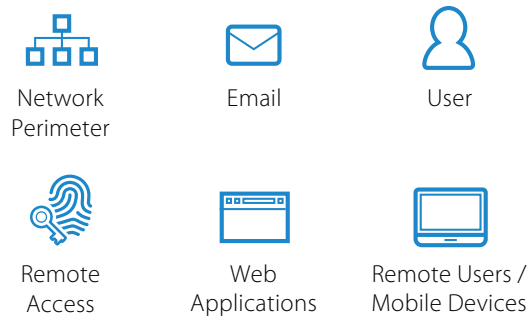 Network
Perimeter
Email
User
Remote
Access
Web
Applications
Remote Users /
Mobile Devices